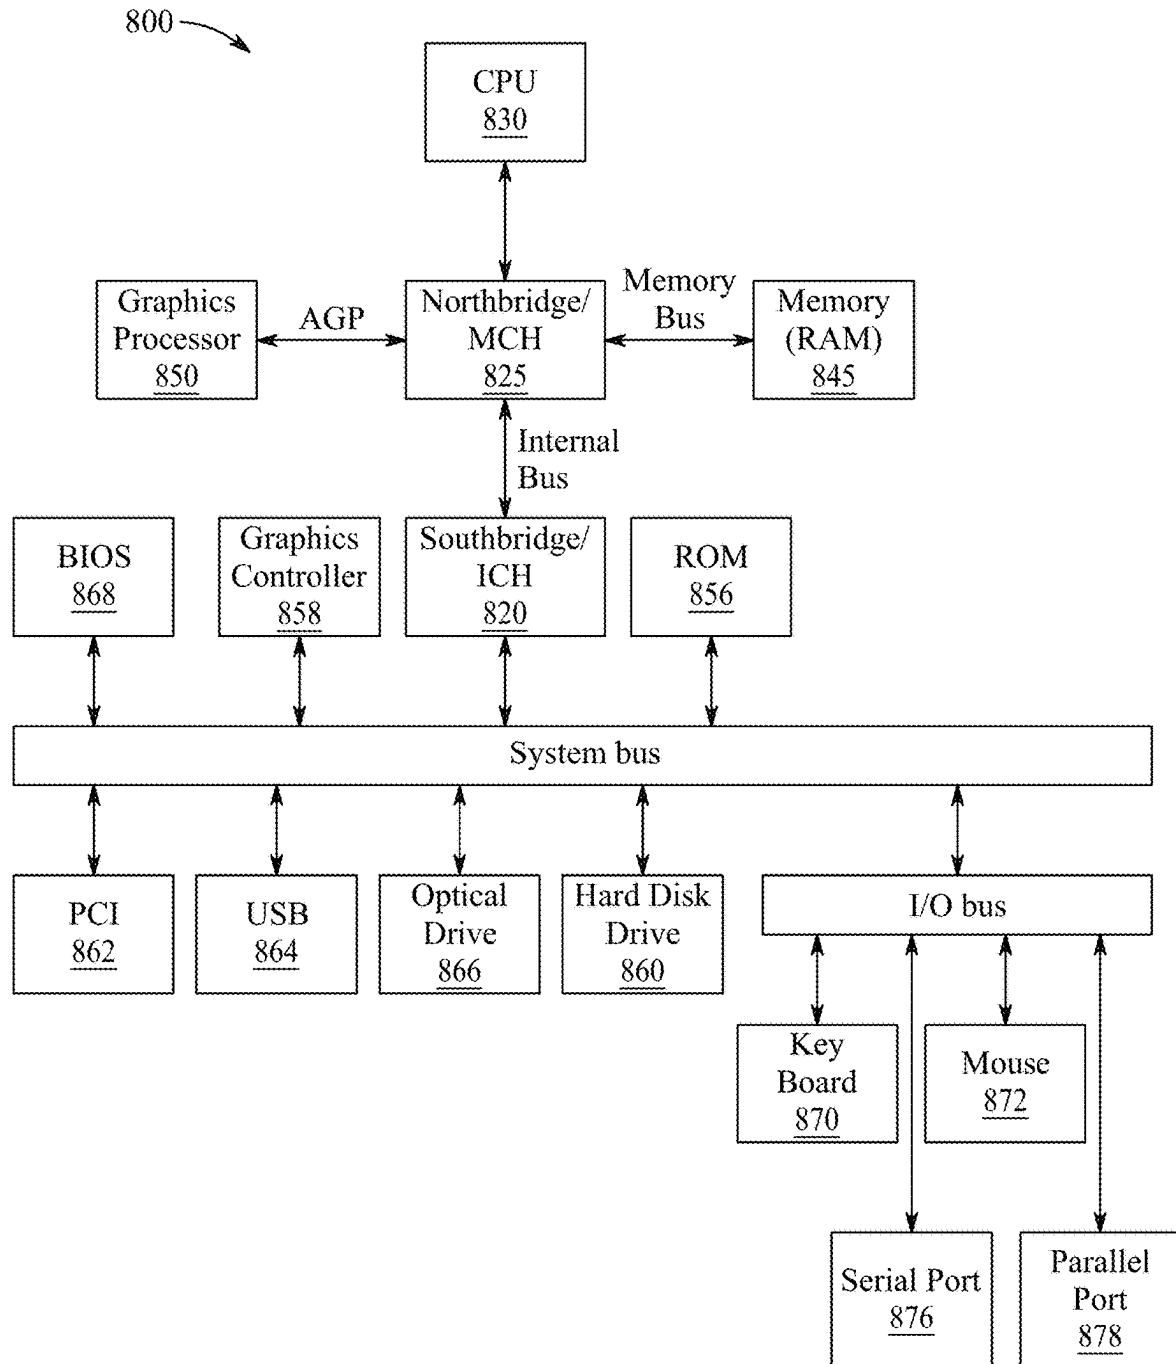 800
CPU
830
Graphics
Processor
850
AGP
Northbridge/
MCH
825
Memory
Bus
Memory
(RAM)
845
Internal
Bus
BIOS
868
Graphics
Controller
858
Southbridge/
ICH
820
ROM
856
System bus
PCI
862
USB
864
Optical
Drive
866
Hard Disk
Drive
860
I/O bus
Key
Board
870
Mouse
872
Serial Port
876
Parallel
Port
878